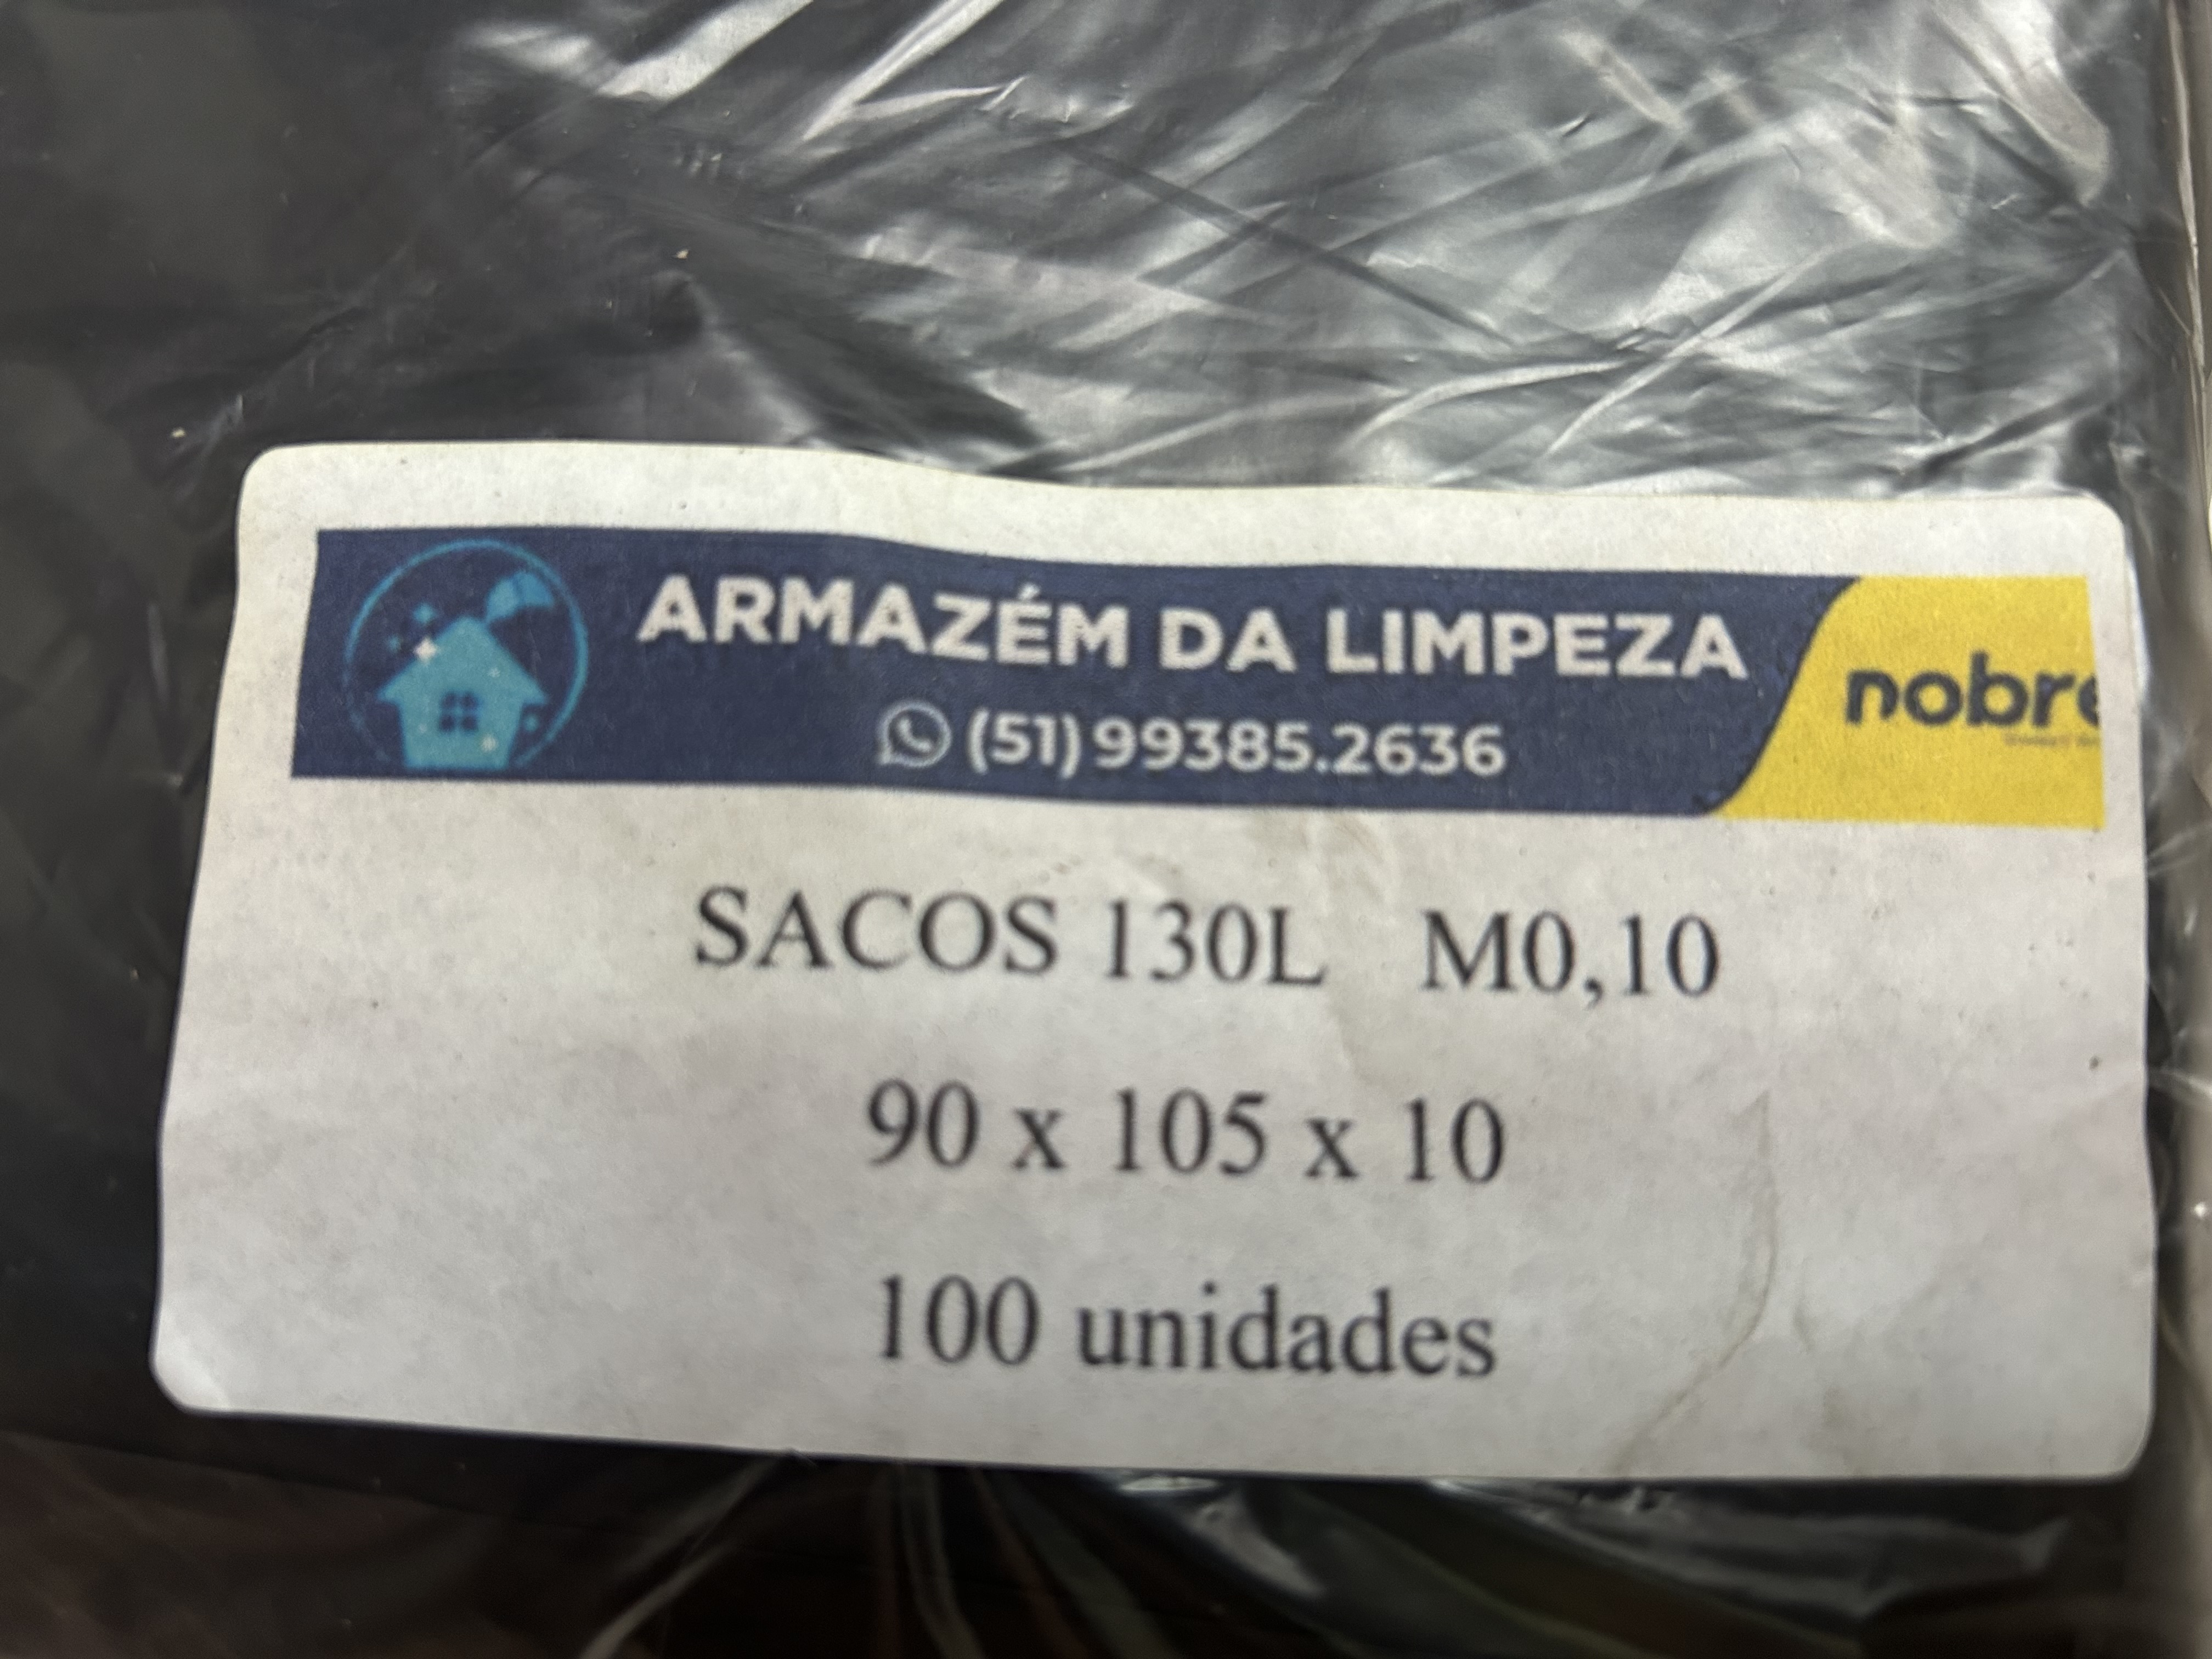 ARMAZÉM DA LIMPEZA
nobre
(51) 99385.2636
SACOS 130L M0,10
90 x 105 x 10
100 unidades